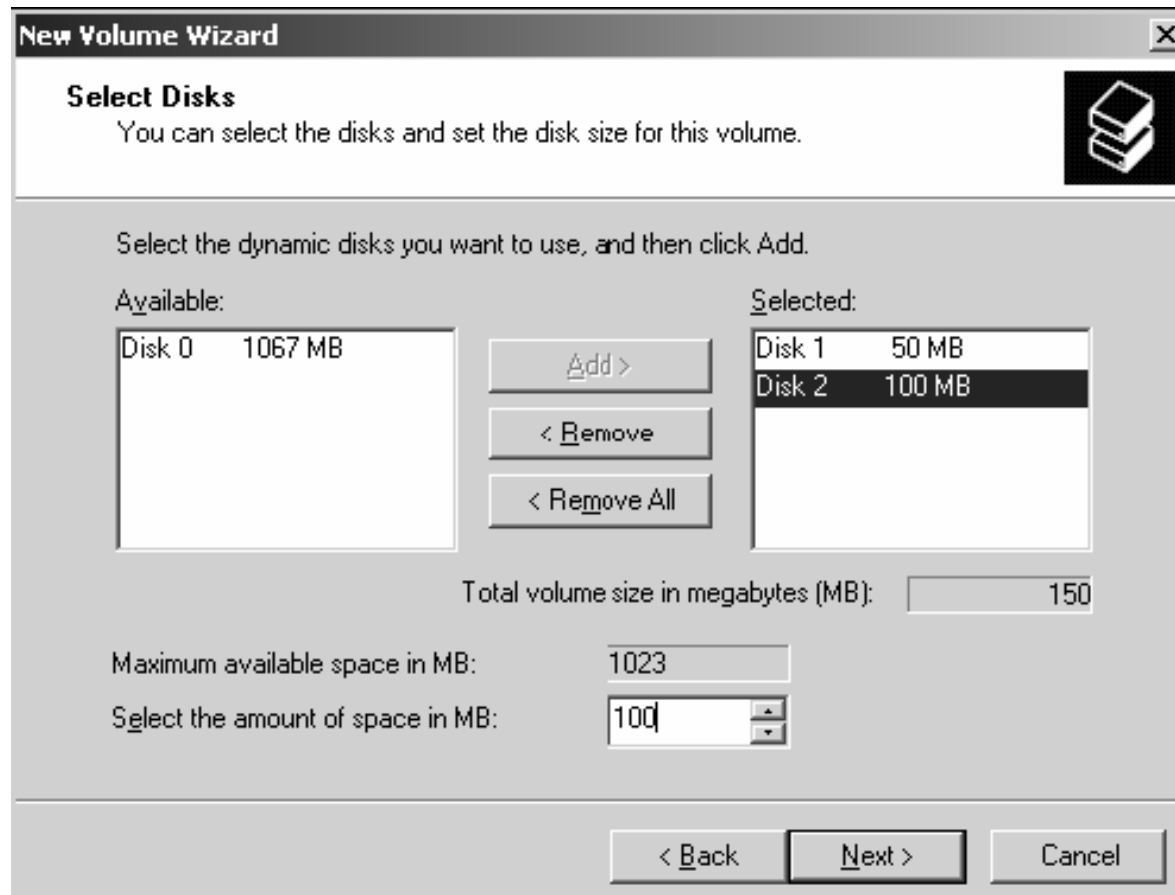 New Volume Wizard
Select Disks
You can select the disks and set the disk size for this volume.
Select the dynamic disks you want to use, and then click Add.
Available:
Disk 0 1067 MB
Add >
< Remove
< Remove All
Selected:
Disk 1 50 MB
Disk 2 100 MB
Total volume size in megabytes (MB): 150
Maximum available space in MB: 1023
Select the amount of space in MB: 100
< Back Next > Cancel